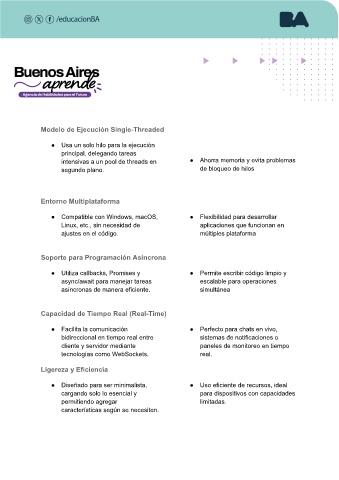 /educacionBA
BA
Buenos Aires
aprende
Agencia de Habilidades para el Futuro
Modelo de Ejecución Single-Threaded
● Usa un solo hilo para la ejecución
principal, delegando tareas
intensivas a un pool de threads en
segundo plano.
● Ahorra memoria y evita problemas
de bloqueo de hilos
Entorno Multiplataforma
● Compatible con Windows, macOS,
Linux, etc., sin necesidad de
ajustes en el código.
● Flexibilidad para desarrollar
aplicaciones que funcionan en
múltiples plataforma
Soporte para Programación Asíncrona
● Utiliza callbacks, Promises y
async/await para manejar tareas
asíncronas de manera eficiente.
● Permite escribir código limpio y
escalable para operaciones
simultánea
Capacidad de Tiempo Real (Real-Time)
● Facilita la comunicación
bidireccional en tiempo real entre
cliente y servidor mediante
tecnologías como WebSockets.
● Perfecto para chats en vivo,
sistemas de notificaciones o
paneles de monitoreo en tiempo
real.
Ligereza y Eficiencia
● Diseñado para ser minimalista,
cargando solo lo esencial y
permitiendo agregar
características según se necesiten.
● Uso eficiente de recursos, ideal
para dispositivos con capacidades
limitadas.